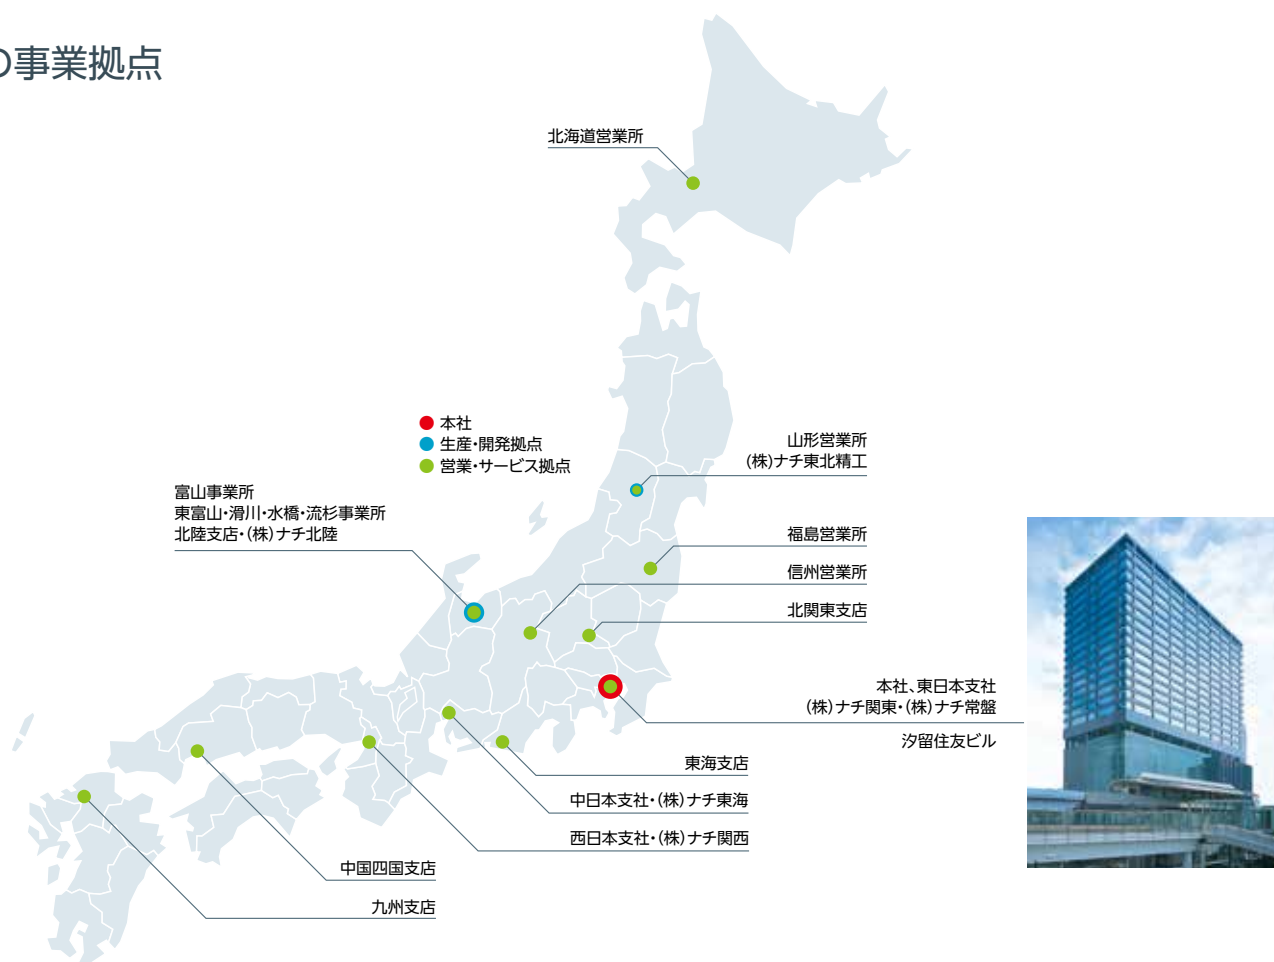 の事業拠点
北海道営業所
本社
生産・開発拠点
営業・サービス拠点
山形営業所
(株)ナチ東北精工
富山事業所
東富山・滑川・水橋・流杉事業所
北陸支店・(株)ナチ北陸
福島営業所
信州営業所
北関東支店
本社、東日本支社
(株)ナチ関東・(株)ナチ常盤
汐留住友ビル
東海支店
中日本支社・(株)ナチ東海
西日本支社・(株)ナチ関西
中国四国支店
九州支店